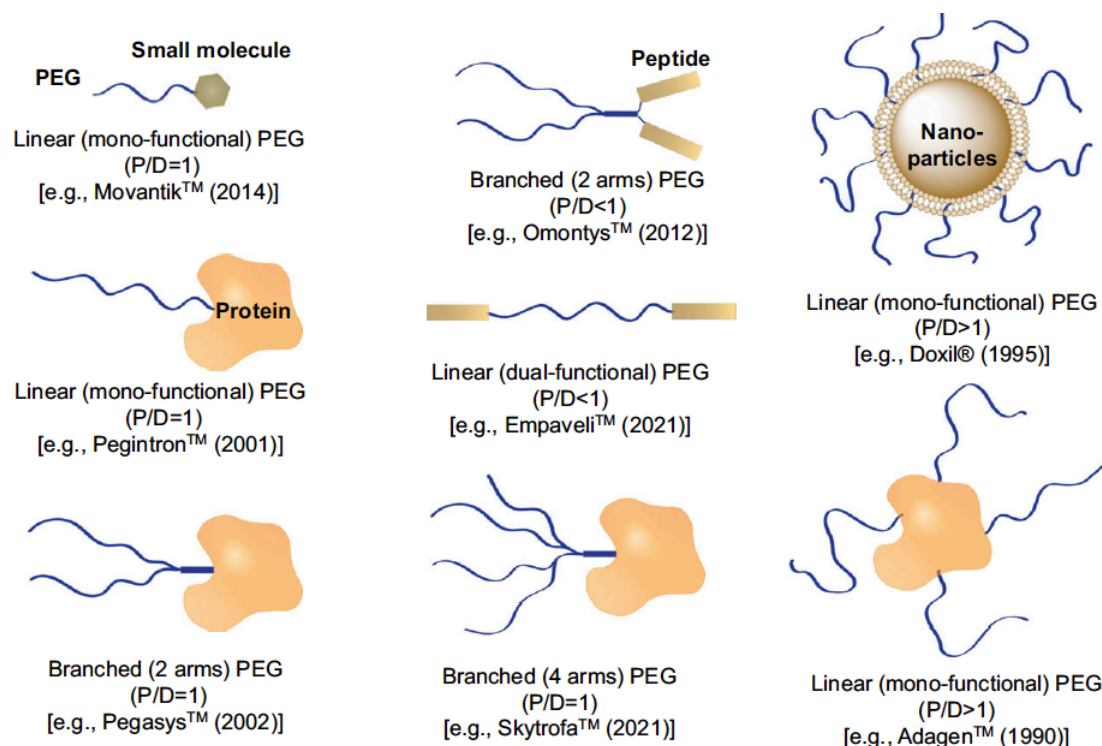 Small molecule
PEG
Linear (mono-functional) PEG
(P/D=1)
[e.g., Movantik™ (2014)]
Peptide
Branched (2 arms) PEG
(P/D<1)
[e.g., Omontys™ (2012)]
Nano-
particles
Linear (mono-functional) PEG
(P/D>1)
[e.g., Doxil® (1995)]
Protein
Linear (mono-functional) PEG
(P/D=1)
[e.g., Pegintron™ (2001)]
Linear (dual-functional) PEG
(P/D<1)
[e.g., Empaveli™ (2021)]
Branched (2 arms) PEG
(P/D=1)
[e.g., Pegasys™ (2002)]
Branched (4 arms) PEG
(P/D=1)
[e.g., Skytrofa™ (2021)]
Linear (mono-functional) PEG
(P/D>1)
[e.g., Adagen™ (1990)]